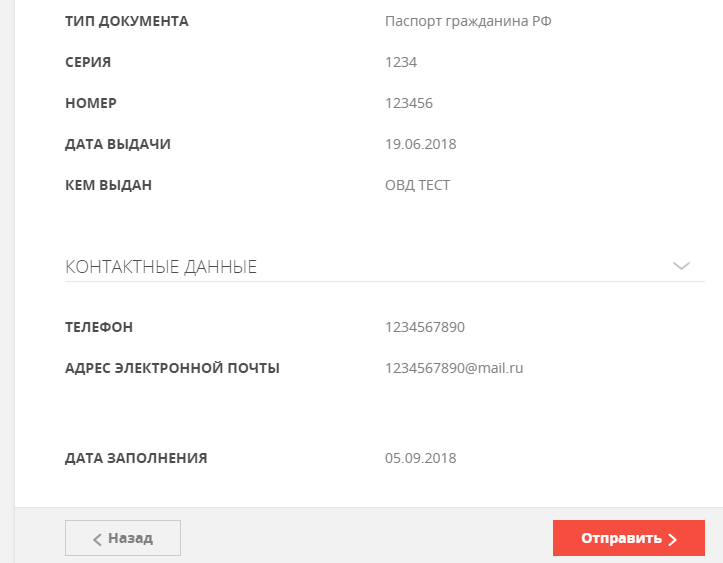 ТИП ДОКУМЕНТА Паспорт гражданина РФ
СЕРИЯ 1234
НОМЕР 123456
ДАТА ВЫДАЧИ 19.06.2018
КЕМ ВЫДАН ОВД ТЕСТ
КОНТАКТНЫЕ ДАННЫЕ
ТЕЛЕФОН 1234567890
АДРЕС ЭЛЕКТРОННОЙ ПОЧТЫ 1234567890@mail.ru
ДАТА ЗАПОЛНЕНИЯ 05.09.2018
Назад Отправить